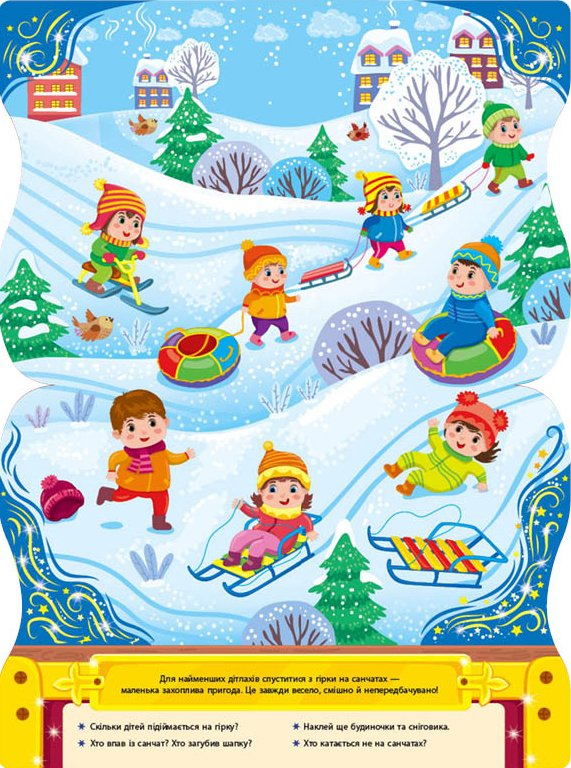 Для найменших дітлахів спуститися з гірки на санчатах —
маленька захоплива пригода. Це завжди весело, смішно й непередбачувано!
✶ Скільки дітей підіймається на гірку?
✶ Хто впав із санчат? Хто загубив шапку?
✶ Наклей ще будиночки та сніговика.
✶ Хто катається не на санчатах?